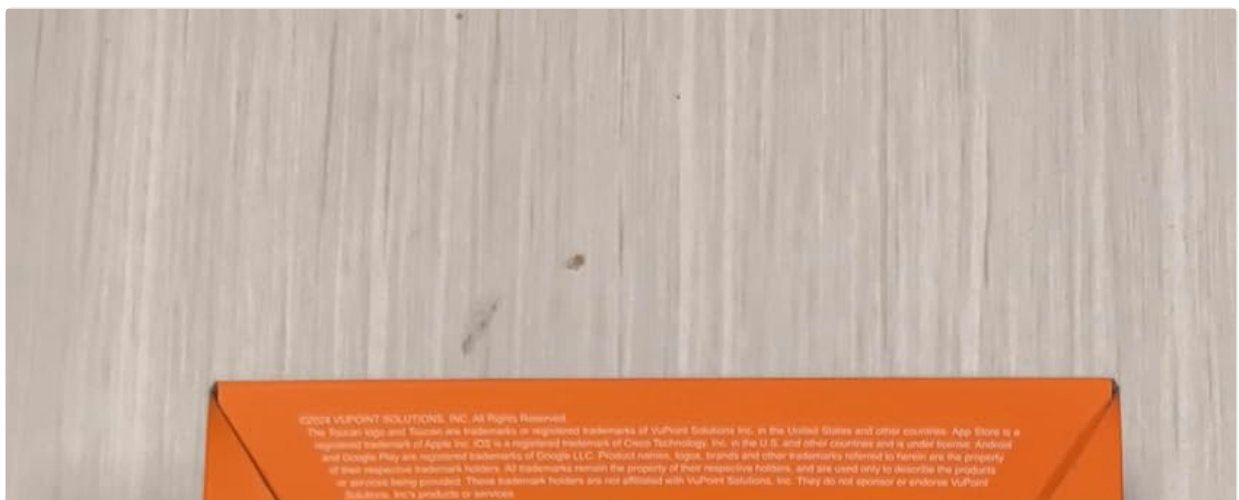 ©2024 VUPOINT SOLUTIONS, INC. All Rights Reserved.
The Toucan logo and Toucan are trademarks or registered trademarks of VuPoint Solutions Inc. in the United States and other countries. App Store is a
registered trademark of Apple Inc. iOS is a registered trademark of Cisco Technology, Inc. in the U.S. and other countries and is under license. Android
and Google Play are registered trademarks of Google LLC. Product names, logos, brands and other trademarks referred to herein are the property
of their respective trademark holders. All trademarks remain the property of their respective holders, and are used only to describe the products
or services being provided. These trademark holders are not affiliated with VuPoint Solutions, Inc. They do not sponsor or endorse VuPoint
Solutions, Inc's products or services.